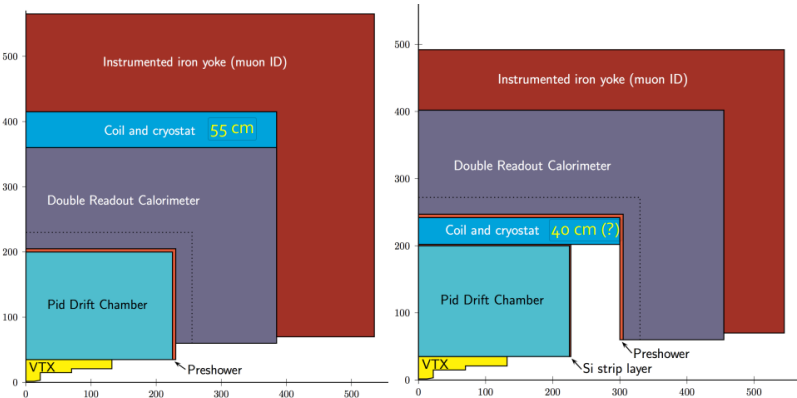 Instrumented iron yoke (muon ID)
Coil and cryostat 55 cm
Double Readout Calorimeter
Pid Drift Chamber
VTX
Preshower
500
400
300
200
100
0
0 100 200 300 400 500
Instrumented iron yoke (muon ID)
Double Readout Calorimeter
Coil and cryostat 40 cm (?)
Pid Drift Chamber
VTX
Preshower
Si strip layer
500
400
300
200
100
0
0 100 200 300 400 500